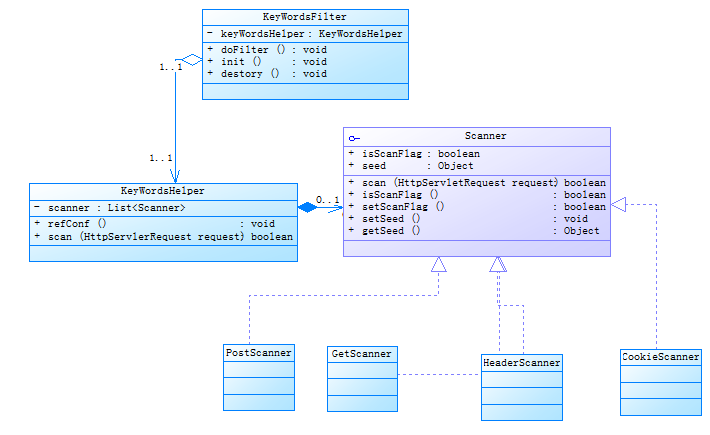 KeyWordsFilter
- keyWordsHelper : KeyWordsHelper
+ doFilter () : void
+ init () : void
+ destory () : void
1..1
1..1
Scanner
+ isScanFlag : boolean
+ seed : Object
+ scan (HttpServletRequest request) boolean
+ isScanFlag () : boolean
+ setScanFlag () : boolean
+ setSeed () : void
+ getSeed () : Object
KeyWordsHelper
- scanner : List<Scanner>
+ refConf () : void
+ scan (HttpServlerRequest request) boolean
0..1
PostScanner
GetScanner
HeaderScanner
CookieScanner